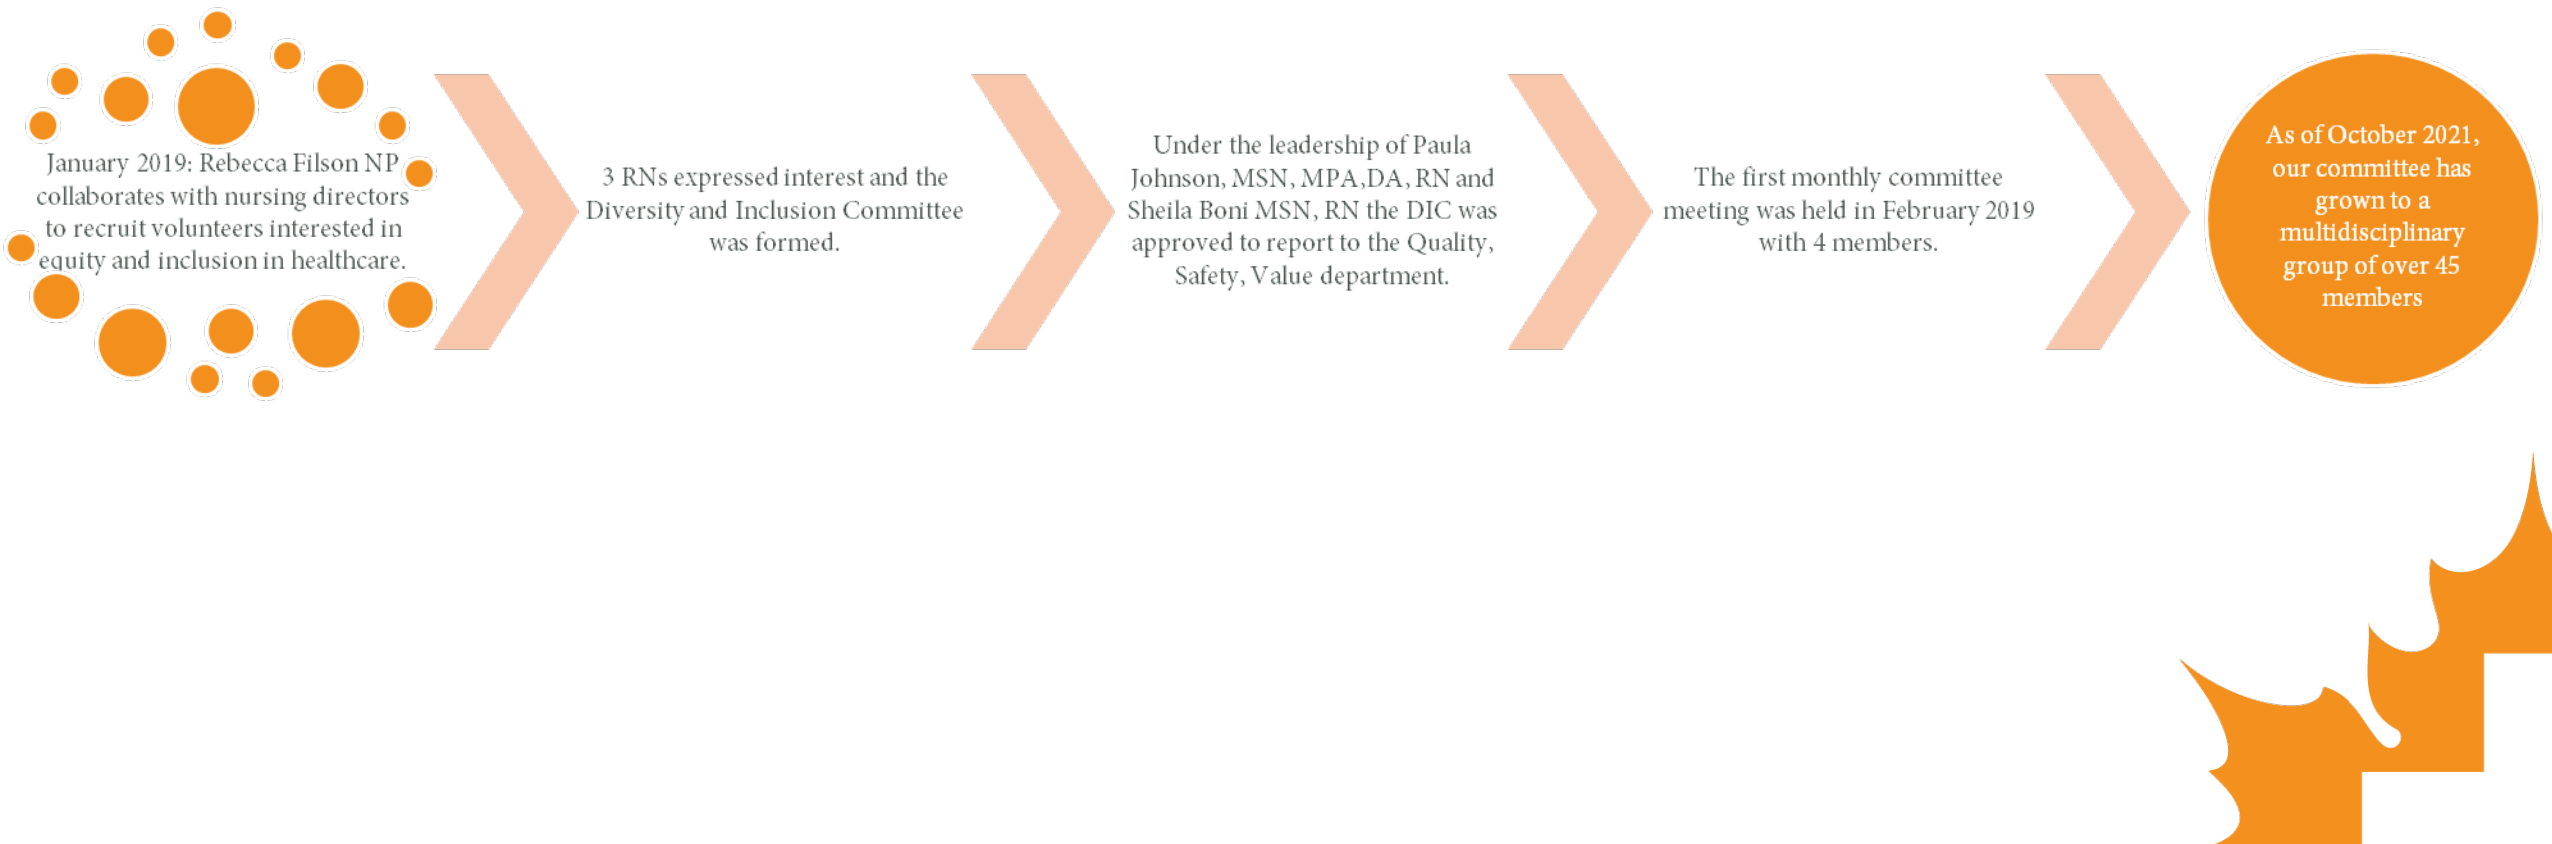 January 2019: Rebecca Filson NP
collaborates with nursing directors
to recruit volunteers interested in
equity and inclusion in healthcare.
3 RNs expressed interest and the
Diversity and Inclusion Committee
was formed.
Under the leadership of Paula
Johnson, MSN, MPA,DA, RN and
Sheila Boni MSN, RN the DIC was
approved to report to the Quality,
Safety, Value department.
The first monthly committee
meeting was held in February 2019
with 4 members.
As of October 2021,
our committee has
grown to a
multidisciplinary
group of over 45
members